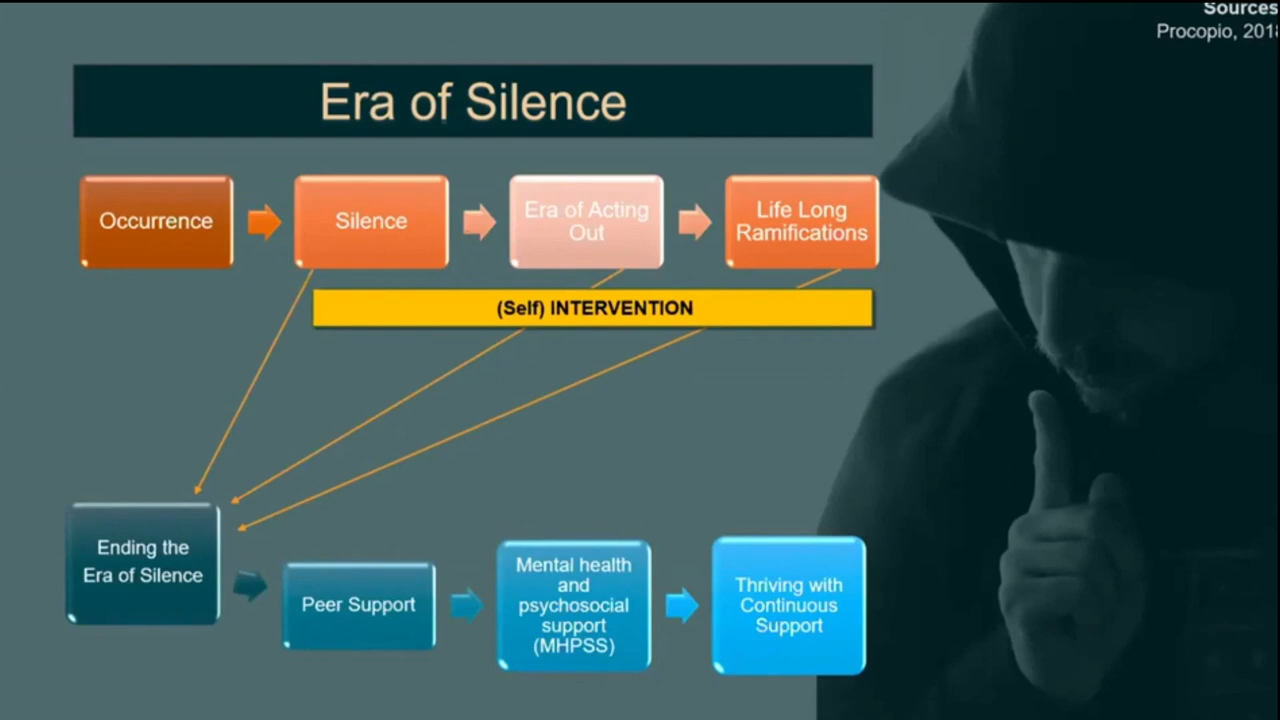 Sources
Procopio,
Era of Silence
Occurrence
Silence
Era of Acting
Out
Life Long
Ramifications
(Self) INTERVENTION
Ending the
Era of Silence
Peer Support
Mental health
and
psychosocial
support
(MHPSS)
Thriving with
Continuous
Support